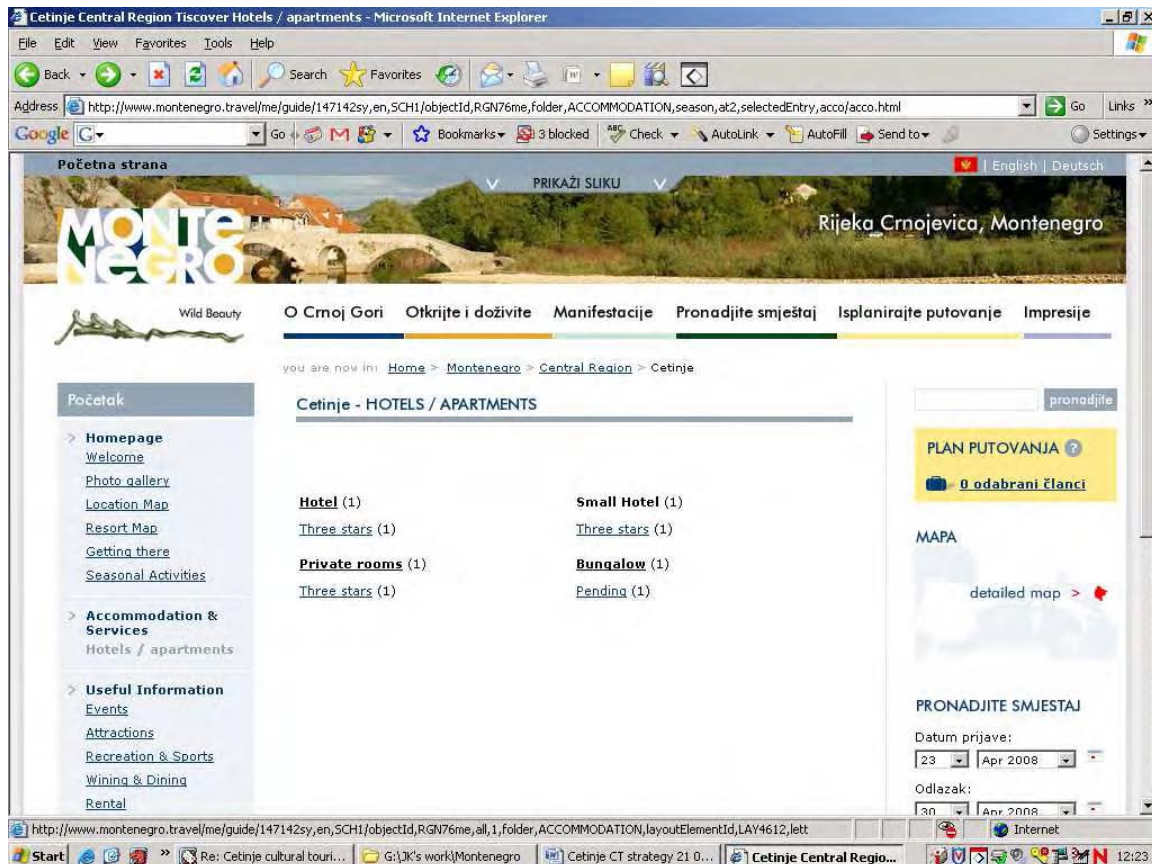 Cetinje Central Region Tiscover Hotels / apartments - Microsoft Internet Explorer
File Edit View Favorites Tools Help
Back Search Favorites
Address http://www.montenegro.travel/me/guide/147142sy,en,SCH1/objectId,RGN76me,folder,ACCOMMODATION,season,at2,selectedEntry,acco/acco.html Go Links »
Google G Go Bookmarks 3 blocked ABC Check AutoLink AutoFill Send to Settings
Početna strana | English | Deutsch
PRIKAŽI SLIKU
MONTE
NEGRO
Rijeka Crnojevica, Montenegro
Wild Beauty
O Crnoj Gori Otkrijte i doživite Manifestacije Pronadjite smještaj Isplanirajte putovanje Impresije
you are now in: Home > Montenegro > Central Region > Cetinje
Početak
> Homepage
Welcome
Photo gallery
Location Map
Resort Map
Getting there
Seasonal Activities
> Accommodation &
Services
Hotels / apartments
> Useful Information
Events
Attractions
Recreation & Sports
Wining & Dining
Rental
Cetinje - HOTELS / APARTMENTS
Hotel (1) Small Hotel (1)
Three stars (1) Three stars (1)
Private rooms (1) Bungalow (1)
Three stars (1) Pending (1)
pronadjite
PLAN PUTOVANJA ?
0 odabrani članci
MAPA
detailed map >
PRONADJITE SMJESTAJ
Datum prijave:
23 Apr 2008
Odlazak:
30 Apr 2008
http://www.montenegro.travel/me/guide/147142sy,en,SCH1/objectId,RGN76me,all,1,folder,ACCOMMODATION,layoutElementId,LAY4612,lett Internet
Start » Re: Cetinje cultural touri... G:\JK's work\Montenegro Cetinje CT strategy 21 0... Cetinje Central Regio... N 12:23